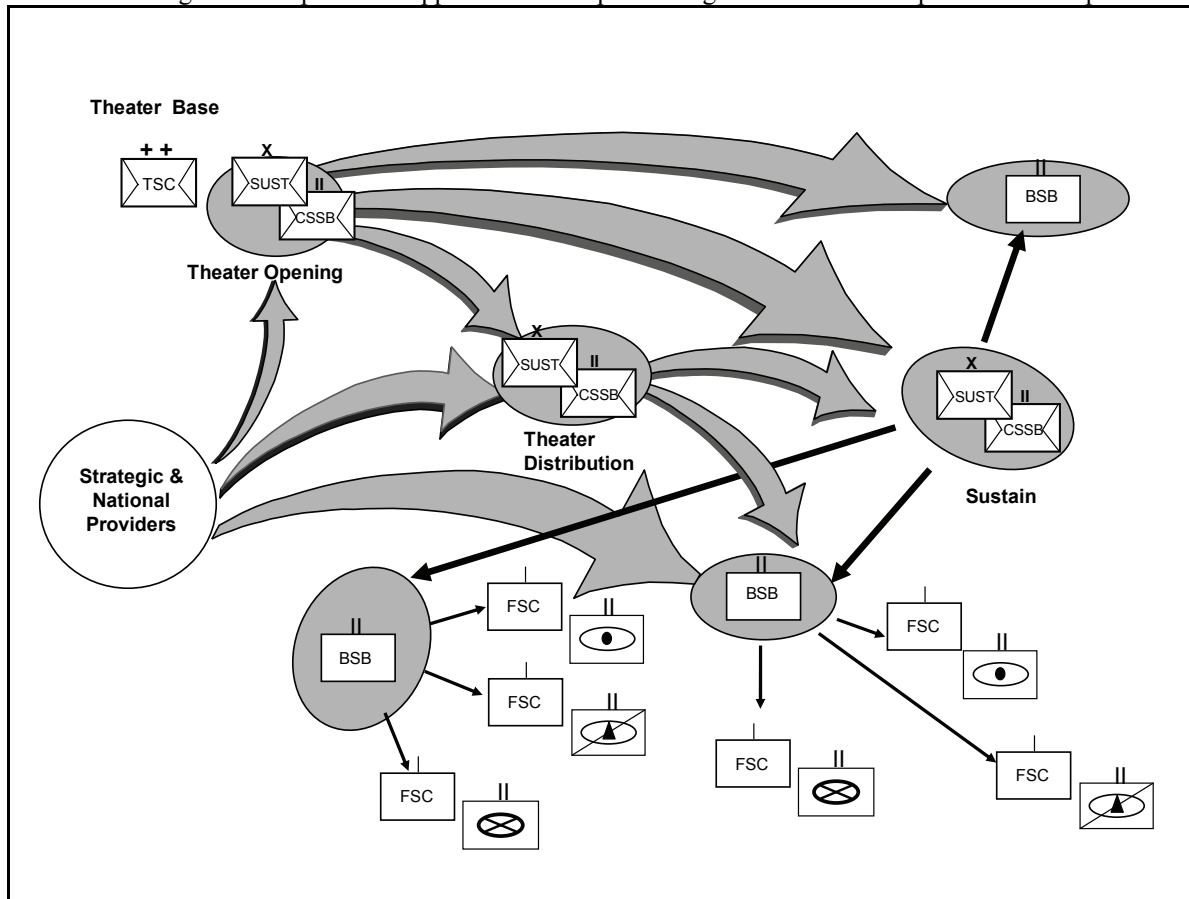 Theater Base
+ +
TSC
X
SUST
II
CSSB
Theater Opening
II
BSB
X
SUST
II
CSSB
Theater
Distribution
X
SUST
II
CSSB
Sustain
Strategic &
National
Providers
II
BSB
I
FSC
II
I
FSC
II
I
FSC
II
II
BSB
I
FSC
II
I
FSC
II
I
FSC
II